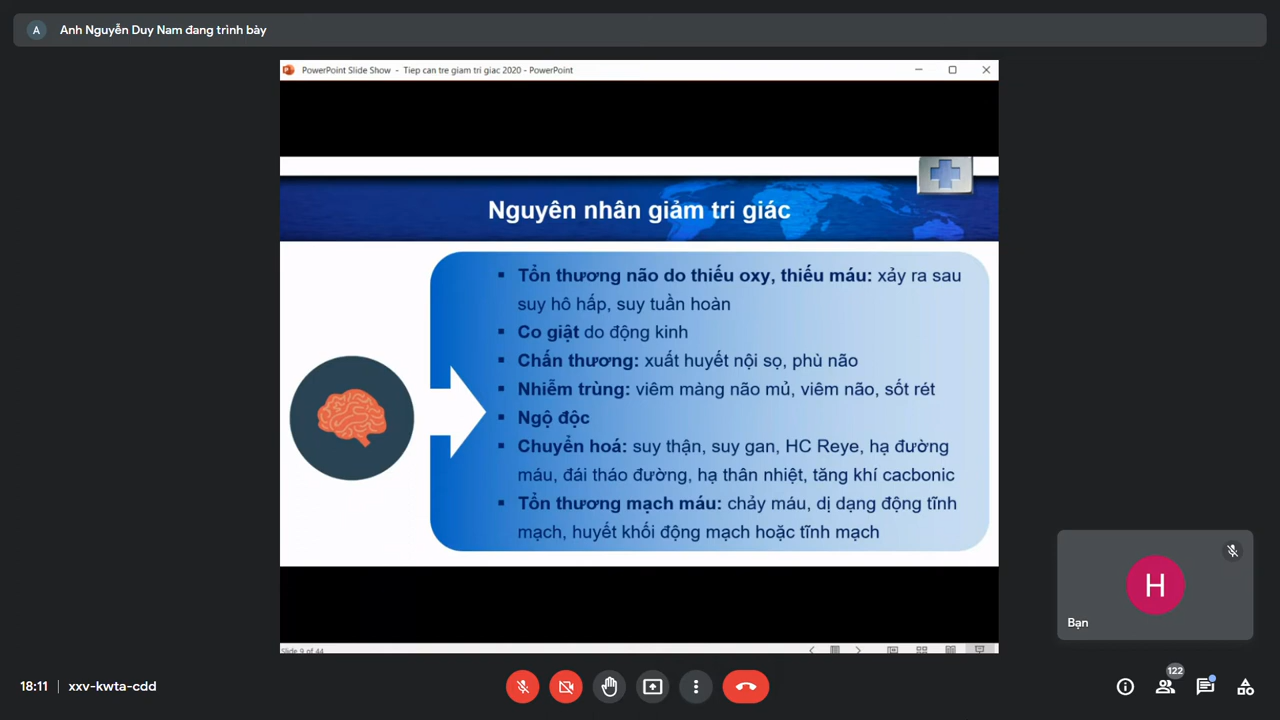 A
Anh Nguyễn Duy Nam đang trình bày
PowerPoint Slide Show - Tiep can tre giam tri giac 2020 - PowerPoint
Nguyên nhân giảm tri giác
▪ Tổn thương não do thiếu oxy, thiếu máu: xảy ra sau
suy hô hấp, suy tuần hoàn
▪ Co giật do động kinh
▪ Chấn thương: xuất huyết nội sọ, phù não
▪ Nhiễm trùng: viêm màng não mủ, viêm não, sốt rét
▪ Ngộ độc
▪ Chuyển hoá: suy thận, suy gan, HC Reye, hạ đường
máu, đái tháo đường, hạ thân nhiệt, tăng khí cacbonic
▪ Tổn thương mạch máu: chảy máu, dị dạng động tĩnh
mạch, huyết khối động mạch hoặc tĩnh mạch
H
Bạn
Slide 9 of 44
18:11 | xxv-kwta-cdd
122